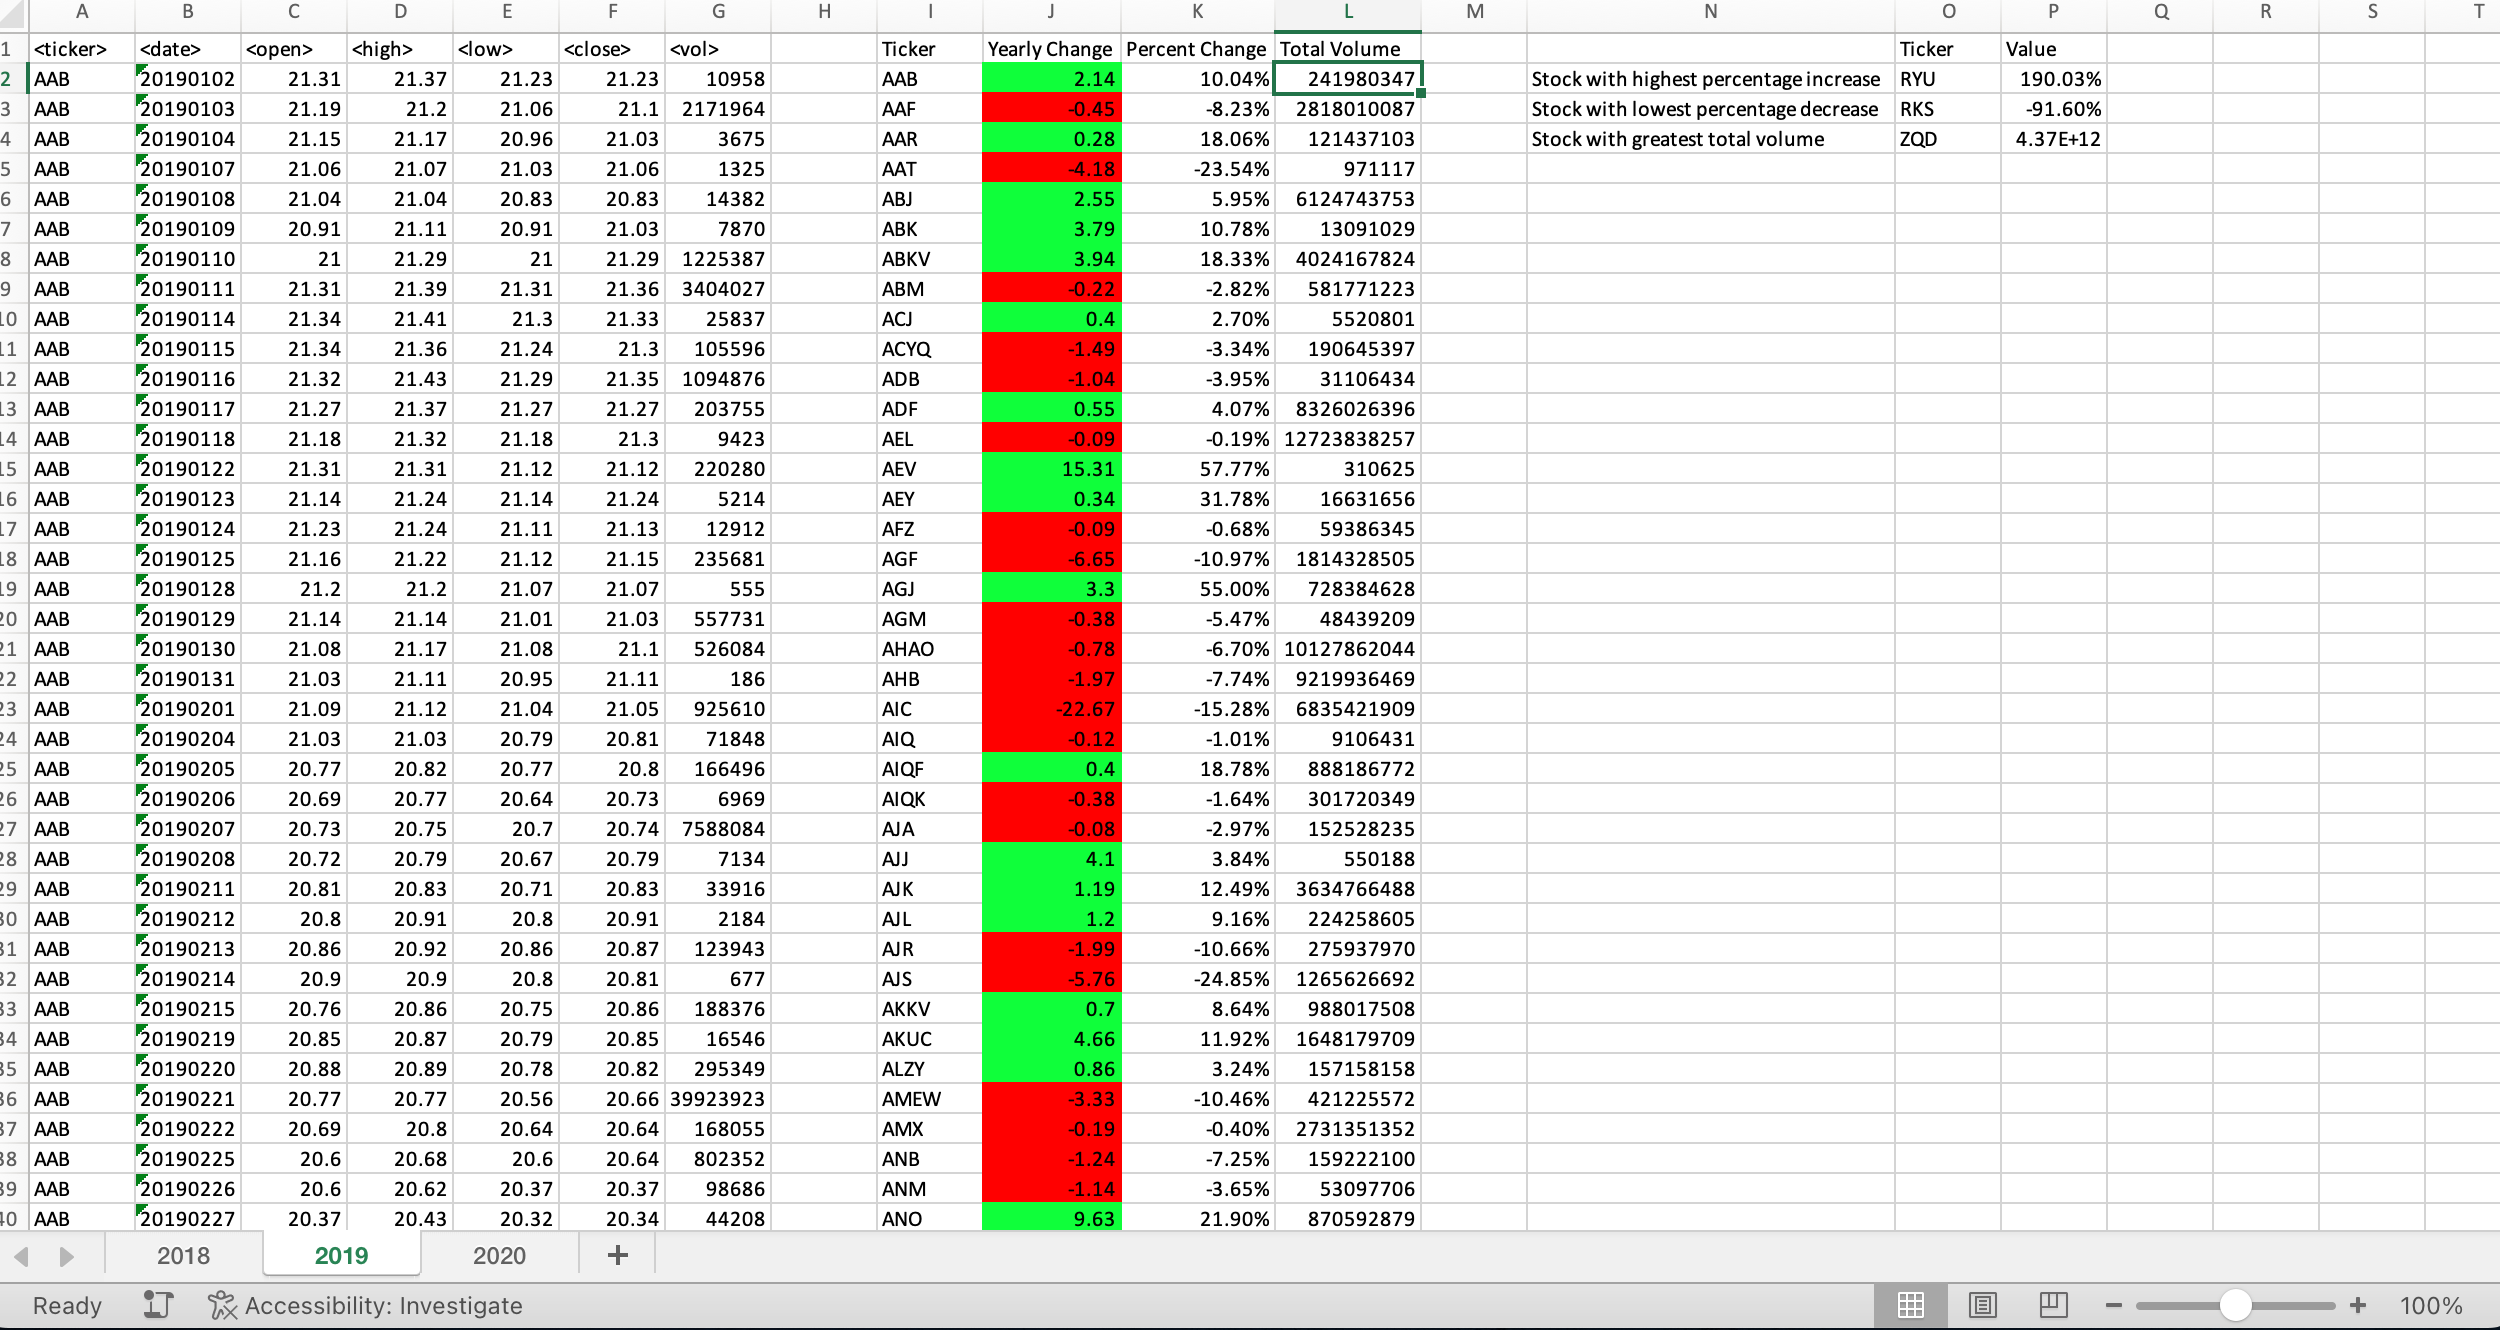 A B C D E F G H I J K L M N O P Q R S T
1 <ticker> <date> <open> <high> <low> <close> <vol> Ticker Yearly Change Percent Change Total Volume Ticker Value
2 AAB 20190102 21.31 21.37 21.23 21.23 10958 AAB 2.14 10.04% 241980347 Stock with highest percentage increase RYU 190.03%
3 AAB 20190103 21.19 21.2 21.06 21.1 2171964 AAF -0.45 -8.23% 2818010087 Stock with lowest percentage decrease RKS -91.60%
4 AAB 20190104 21.15 21.17 20.96 21.03 3675 AAR 0.28 18.06% 121437103 Stock with greatest total volume ZQD 4.37E+12
5 AAB 20190107 21.06 21.07 21.03 21.06 1325 AAT -4.18 -23.54% 971117
6 AAB 20190108 21.04 21.04 20.83 20.83 14382 ABJ 2.55 5.95% 6124743753
7 AAB 20190109 20.91 21.11 20.91 21.03 7870 ABK 3.79 10.78% 13091029
8 AAB 20190110 21 21.29 21 21.29 1225387 ABKV 3.94 18.33% 4024167824
9 AAB 20190111 21.31 21.39 21.31 21.36 3404027 ABM -0.22 -2.82% 581771223
10 AAB 20190114 21.34 21.41 21.3 21.33 25837 ACJ 0.4 2.70% 5520801
11 AAB 20190115 21.34 21.36 21.24 21.3 105596 ACYQ -1.49 -3.34% 190645397
12 AAB 20190116 21.32 21.43 21.29 21.35 1094876 ADB -1.04 -3.95% 31106434
13 AAB 20190117 21.27 21.37 21.27 21.27 203755 ADF 0.55 4.07% 8326026396
14 AAB 20190118 21.18 21.32 21.18 21.3 9423 AEL -0.09 -0.19% 12723838257
15 AAB 20190122 21.31 21.31 21.12 21.12 220280 AEV 15.31 57.77% 310625
16 AAB 20190123 21.14 21.24 21.14 21.24 5214 AEY 0.34 31.78% 16631656
17 AAB 20190124 21.23 21.24 21.11 21.13 12912 AFZ -0.09 -0.68% 59386345
18 AAB 20190125 21.16 21.22 21.12 21.15 235681 AGF -6.65 -10.97% 1814328505
19 AAB 20190128 21.2 21.2 21.07 21.07 555 AGJ 3.3 55.00% 728384628
20 AAB 20190129 21.14 21.14 21.01 21.03 557731 AGM -0.38 -5.47% 48439209
21 AAB 20190130 21.08 21.17 21.08 21.1 526084 AHAO -0.78 -6.70% 10127862044
22 AAB 20190131 21.03 21.11 20.95 21.11 186 AHB -1.97 -7.74% 9219936469
23 AAB 20190201 21.09 21.12 21.04 21.05 925610 AIC -22.67 -15.28% 6835421909
24 AAB 20190204 21.03 21.03 20.79 20.81 71848 AIQ -0.12 -1.01% 9106431
25 AAB 20190205 20.77 20.82 20.77 20.8 166496 AIQF 0.4 18.78% 888186772
26 AAB 20190206 20.69 20.77 20.64 20.73 6969 AIQK -0.38 -1.64% 301720349
27 AAB 20190207 20.73 20.75 20.7 20.74 7588084 AJA -0.08 -2.97% 152528235
28 AAB 20190208 20.72 20.79 20.67 20.79 7134 AJJ 4.1 3.84% 550188
29 AAB 20190211 20.81 20.83 20.71 20.83 33916 AJK 1.19 12.49% 3634766488
30 AAB 20190212 20.8 20.91 20.8 20.91 2184 AJL 1.2 9.16% 224258605
31 AAB 20190213 20.86 20.92 20.86 20.87 123943 AJR -1.99 -10.66% 275937970
32 AAB 20190214 20.9 20.9 20.8 20.81 677 AJS -5.76 -24.85% 1265626692
33 AAB 20190215 20.76 20.86 20.75 20.86 188376 AKKV 0.7 8.64% 988017508
34 AAB 20190219 20.85 20.87 20.79 20.85 16546 AKUC 4.66 11.92% 1648179709
35 AAB 20190220 20.88 20.89 20.78 20.82 295349 ALZY 0.86 3.24% 157158158
36 AAB 20190221 20.77 20.77 20.56 20.66 39923923 AMEW -3.33 -10.46% 421225572
37 AAB 20190222 20.69 20.8 20.64 20.64 168055 AMX -0.19 -0.40% 2731351352
38 AAB 20190225 20.6 20.68 20.6 20.64 802352 ANB -1.24 -7.25% 159222100
39 AAB 20190226 20.6 20.62 20.37 20.37 98686 ANM -1.14 -3.65% 53097706
40 AAB 20190227 20.37 20.43 20.32 20.34 44208 ANO 9.63 21.90% 870592879
2018 2019 2020 +
Ready Accessibility: Investigate 100%